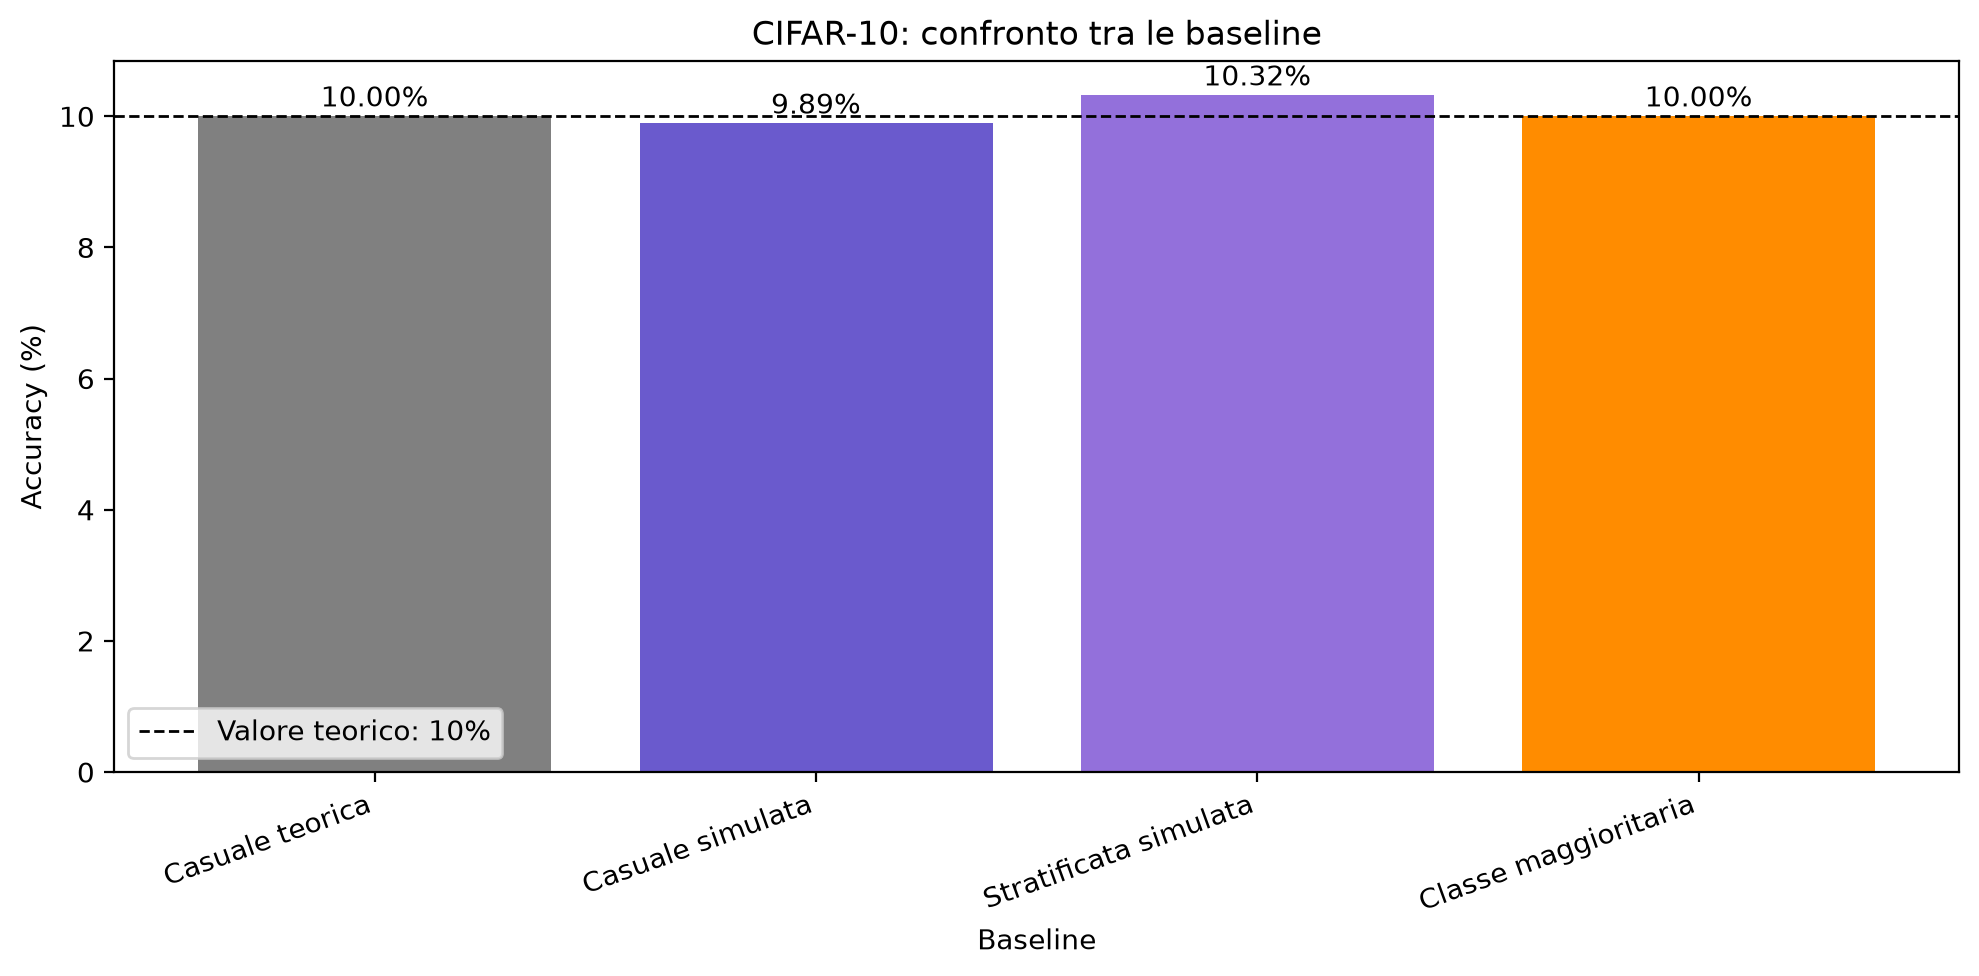 CIFAR-10: confronto tra le baseline
10.00%
9.89%
10.32%
10.00%
10
8
6
4
2
0
Accuracy (%)
Valore teorico: 10%
Casuale teorica
Casuale simulata
Stratificata simulata
Classe maggioritaria
Baseline